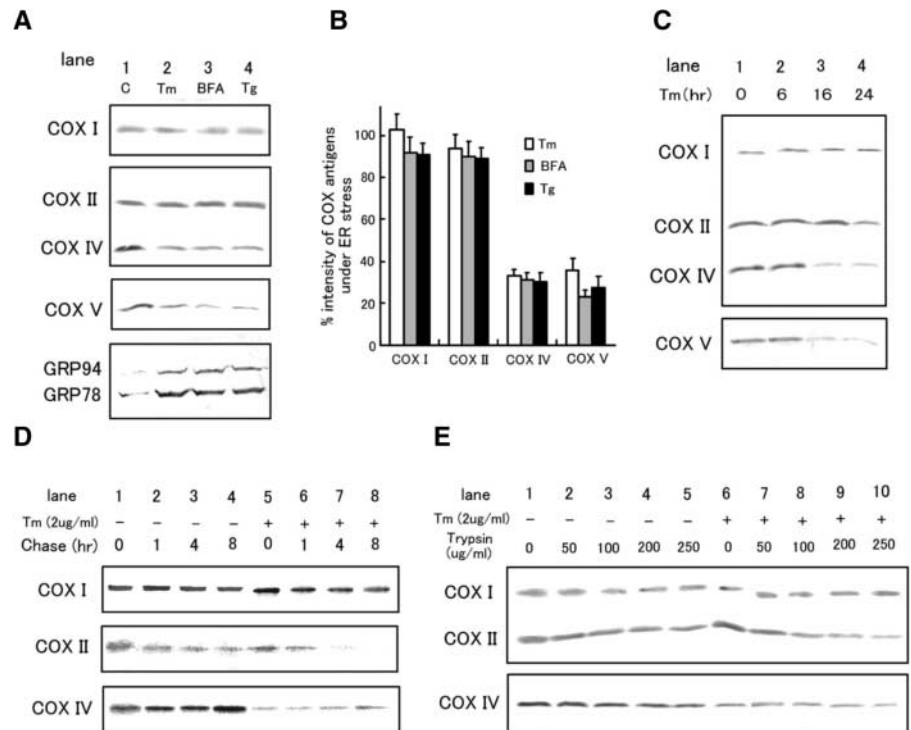 A
lane 1 2 3 4
C Tm BFA Tg
COX I
COX II
COX IV
COX V
GRP94
GRP78
B
% intensity of COX antigens
under ER stress
100
80
60
40
20
0
Tm
BFA
Tg
COX I COX II COX IV COX V
C
lane 1 2 3 4
Tm(hr) 0 6 16 24
COX I
COX II
COX IV
COX V
D
lane 1 2 3 4 5 6 7 8
Tm (2ug/ml) − − − − + + + +
Chase (hr) 0 1 4 8 0 1 4 8
COX I
COX II
COX IV
E
lane 1 2 3 4 5 6 7 8 9 10
Tm (2ug/ml) − − − − − + + + + +
Trypsin
(ug/ml) 0 50 100 200 250 0 50 100 200 250
COX I
COX II
COX IV